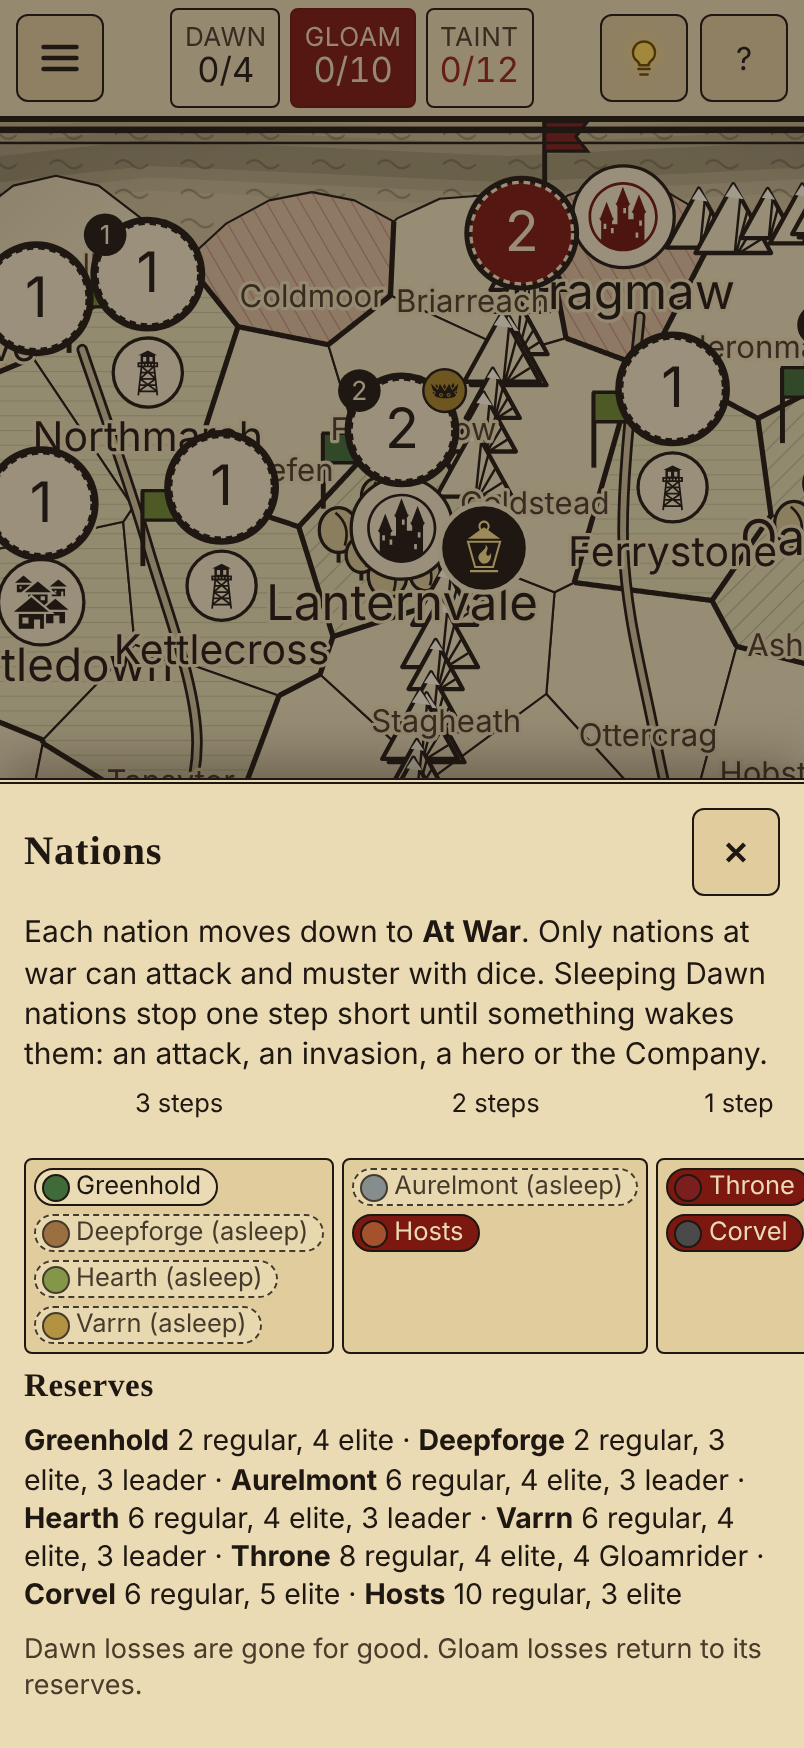 DAWN GLOAM TAINT
0/4 0/10 0/12 ?
2
1 1 1
Coldmoor Briarreach
1
2 2
Northmarsh
1 1
Coldstead
Ferrystone
Lanternvale
Kettlecross
Stagheath
Ottercrag
Nations
Each nation moves down to At War. Only nations at
war can attack and muster with dice. Sleeping Dawn
nations stop one step short until something wakes
them: an attack, an invasion, a hero or the Company.
3 steps 2 steps 1 step
Greenhold Aurelmont (asleep) Throne
Deepforge (asleep) Hosts Corvel
Hearth (asleep)
Varrn (asleep)
Reserves
Greenhold 2 regular, 4 elite · Deepforge 2 regular, 3
elite, 3 leader · Aurelmont 6 regular, 4 elite, 3 leader ·
Hearth 6 regular, 4 elite, 3 leader · Varrn 6 regular, 4
elite, 3 leader · Throne 8 regular, 4 elite, 4 Gloamrider ·
Corvel 6 regular, 5 elite · Hosts 10 regular, 3 elite
Dawn losses are gone for good. Gloam losses return to its
reserves.